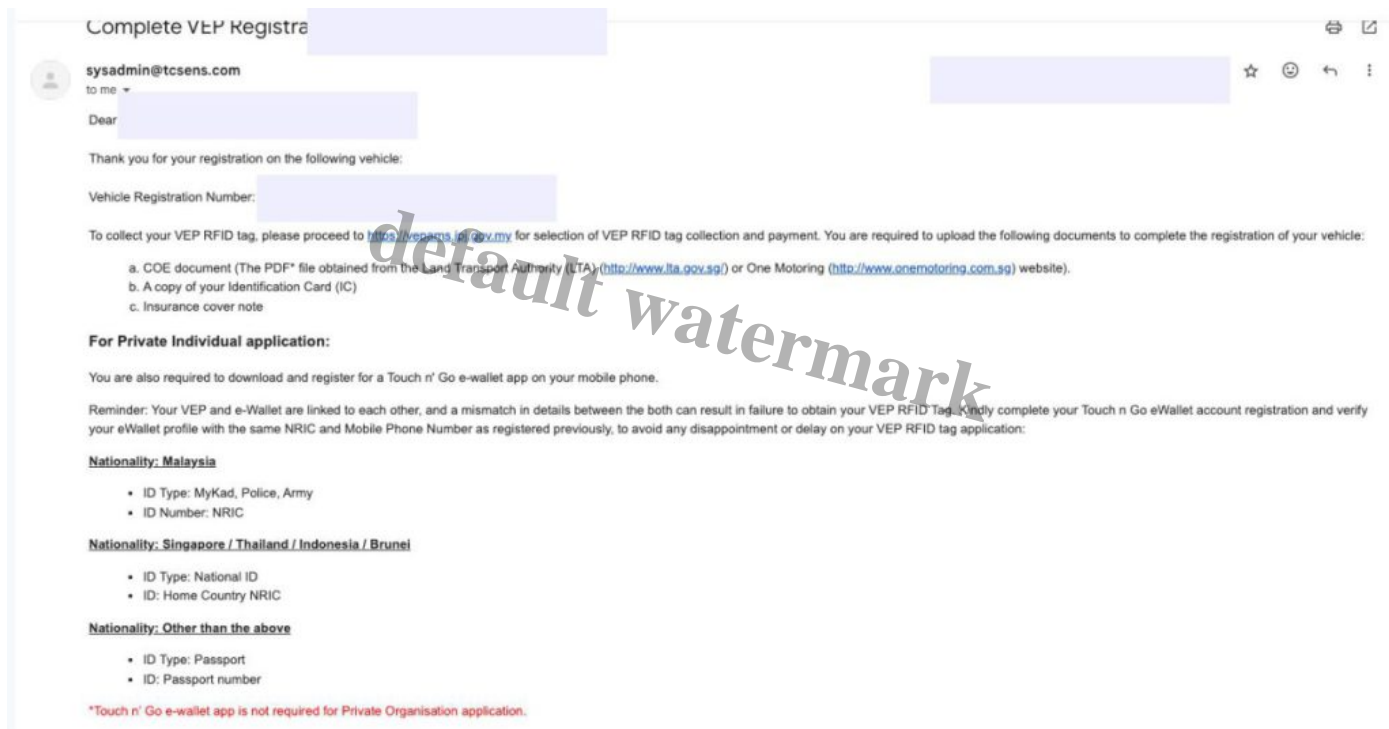 Complete VEP Registra
sysadmin@tcsens.com
to me
Dear
Thank you for your registration on the following vehicle:
Vehicle Registration Number:
To collect your VEP RFID tag, please proceed to https://vepams.jpj.gov.my for selection of VEP RFID tag collection and payment. You are required to upload the following documents to complete the registration of your vehicle:
a. COE document (The PDF* file obtained from the Land Transport Authority (LTA) (http://www.lta.gov.sg/) or One Motoring (http://www.onemotoring.com.sg) website).
b. A copy of your Identification Card (IC)
c. Insurance cover note
For Private Individual application:
You are also required to download and register for a Touch n' Go e-wallet app on your mobile phone.
Reminder: Your VEP and e-Wallet are linked to each other, and a mismatch in details between the both can result in failure to obtain your VEP RFID Tag. Kindly complete your Touch n Go eWallet account registration and verify
your eWallet profile with the same NRIC and Mobile Phone Number as registered previously, to avoid any disappointment or delay on your VEP RFID tag application:
Nationality: Malaysia
• ID Type: MyKad, Police, Army
• ID Number: NRIC
Nationality: Singapore / Thailand / Indonesia / Brunei
• ID Type: National ID
• ID: Home Country NRIC
Nationality: Other than the above
• ID Type: Passport
• ID: Passport number
*Touch n' Go e-wallet app is not required for Private Organisation application.
default watermark